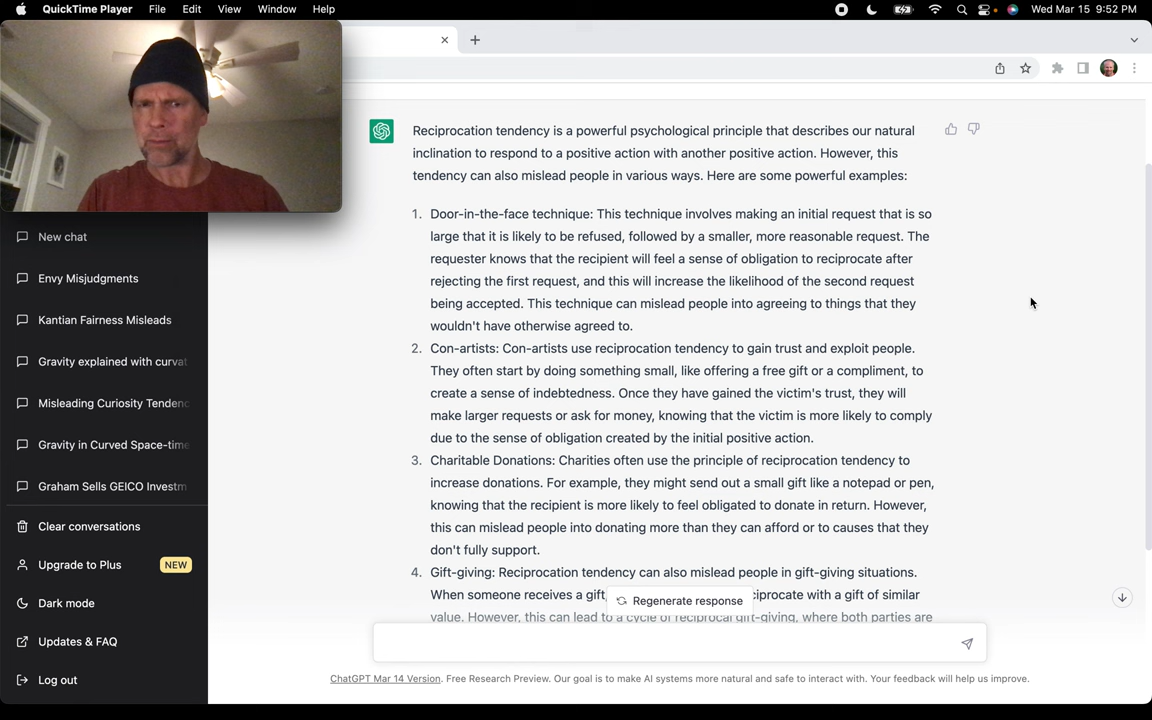 QuickTime Player File Edit View Window Help Wed Mar 15 9:52 PM
Reciprocation tendency is a powerful psychological principle that describes our natural
inclination to respond to a positive action with another positive action. However, this
tendency can also mislead people in various ways. Here are some powerful examples:
1. Door-in-the-face technique: This technique involves making an initial request that is so
large that it is likely to be refused, followed by a smaller, more reasonable request. The
requester knows that the recipient will feel a sense of obligation to reciprocate after
rejecting the first request, and this will increase the likelihood of the second request
being accepted. This technique can mislead people into agreeing to things that they
wouldn't have otherwise agreed to.
2. Con-artists: Con-artists use reciprocation tendency to gain trust and exploit people.
They often start by doing something small, like offering a free gift or a compliment, to
create a sense of indebtedness. Once they have gained the victim's trust, they will
make larger requests or ask for money, knowing that the victim is more likely to comply
due to the sense of obligation created by the initial positive action.
3. Charitable Donations: Charities often use the principle of reciprocation tendency to
increase donations. For example, they might send out a small gift like a notepad or pen,
knowing that the recipient is more likely to feel obligated to donate in return. However,
this can mislead people into donating more than they can afford or to causes that they
don't fully support.
4. Gift-giving: Reciprocation tendency can also mislead people in gift-giving situations.
When someone receives a gift, ciprocate with a gift of similar
value. However, this can lead to a cycle of reciprocal gift-giving, where both parties are
Regenerate response
ChatGPT Mar 14 Version. Free Research Preview. Our goal is to make AI systems more natural and safe to interact with. Your feedback will help us improve.
New chat
Envy Misjudgments
Kantian Fairness Misleads
Gravity explained with curvat
Misleading Curiosity Tendenc
Gravity in Curved Space-time
Graham Sells GEICO Investm
Clear conversations
Upgrade to Plus NEW
Dark mode
Updates & FAQ
Log out